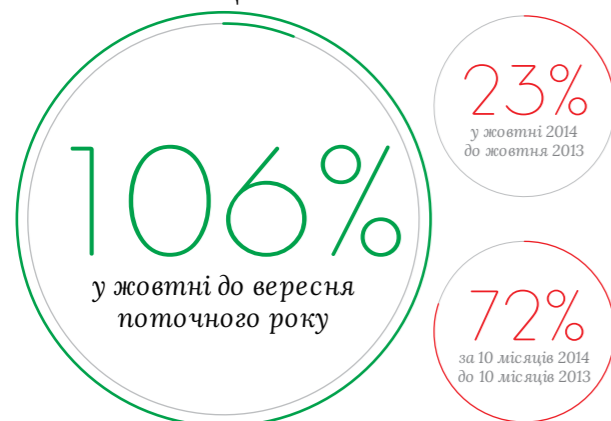 106%
у жовтні до вересня
поточного року
23%
у жовтні 2014
до жовтня 2013
72%
за 10 місяців 2014
до 10 місяців 2013